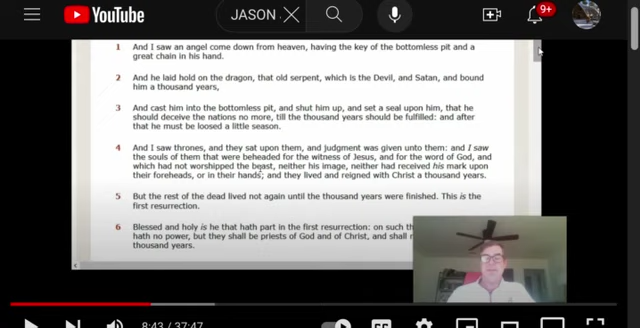 YouTube
JASON
9+
1 And I saw an angel come down from heaven, having the key of the bottomless pit and a
great chain in his hand.
2 And he laid hold on the dragon, that old serpent, which is the Devil, and Satan, and bound
him a thousand years,
3 And cast him into the bottomless pit, and shut him up, and set a seal upon him, that he
should deceive the nations no more, till the thousand years should be fulfilled: and after
that he must be loosed a little season.
4 And I saw thrones, and they sat upon them, and judgment was given unto them: and I saw
the souls of them that were beheaded for the witness of Jesus, and for the word of God, and
which had not worshipped the beast, neither his image, neither had received his mark upon
their foreheads, or in their hands; and they lived and reigned with Christ a thousand years.
5 But the rest of the dead lived not again until the thousand years were finished. This is the
first resurrection.
6 Blessed and holy is he that hath part in the first resurrection: on such th
hath no power, but they shall be priests of God and of Christ, and shall r
thousand years.
8:43 / 37:47
CC